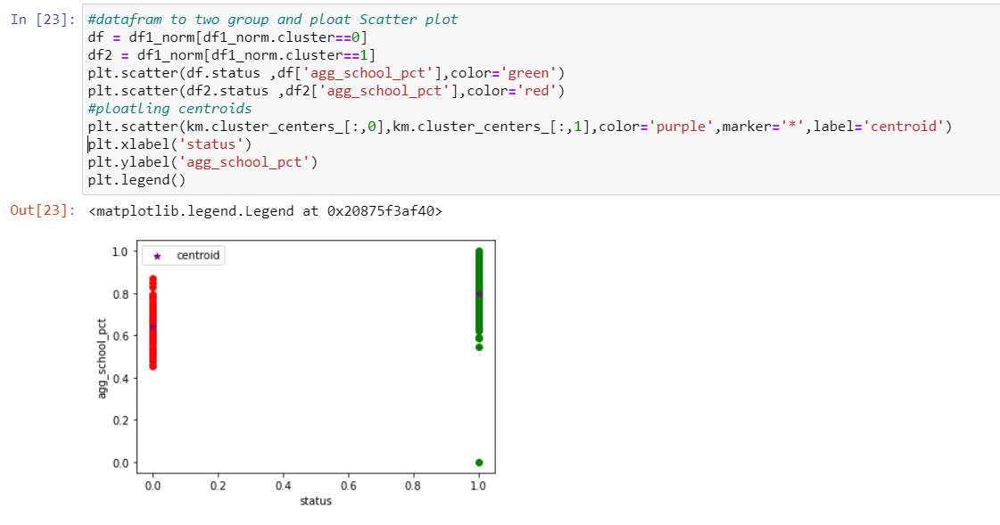 In [23]: #datafram to two group and ploat Scatter plot
df = df1_norm[df1_norm.cluster==0]
df2 = df1_norm[df1_norm.cluster==1]
plt.scatter(df.status ,df['agg_school_pct'],color='green')
plt.scatter(df2.status ,df2['agg_school_pct'],color='red')
#ploatling centroids
plt.scatter(km.cluster_centers_[:,0],km.cluster_centers_[:,1],color='purple',marker='*',label='centroid')
plt.xlabel('status')
plt.ylabel('agg_school_pct')
plt.legend()
Out[23]: <matplotlib.legend.Legend at 0x20875f3af40>
centroid
1.0
0.8
0.6
0.4
0.2
0.0
agg_school_pct
0.0 0.2 0.4 0.6 0.8 1.0
status